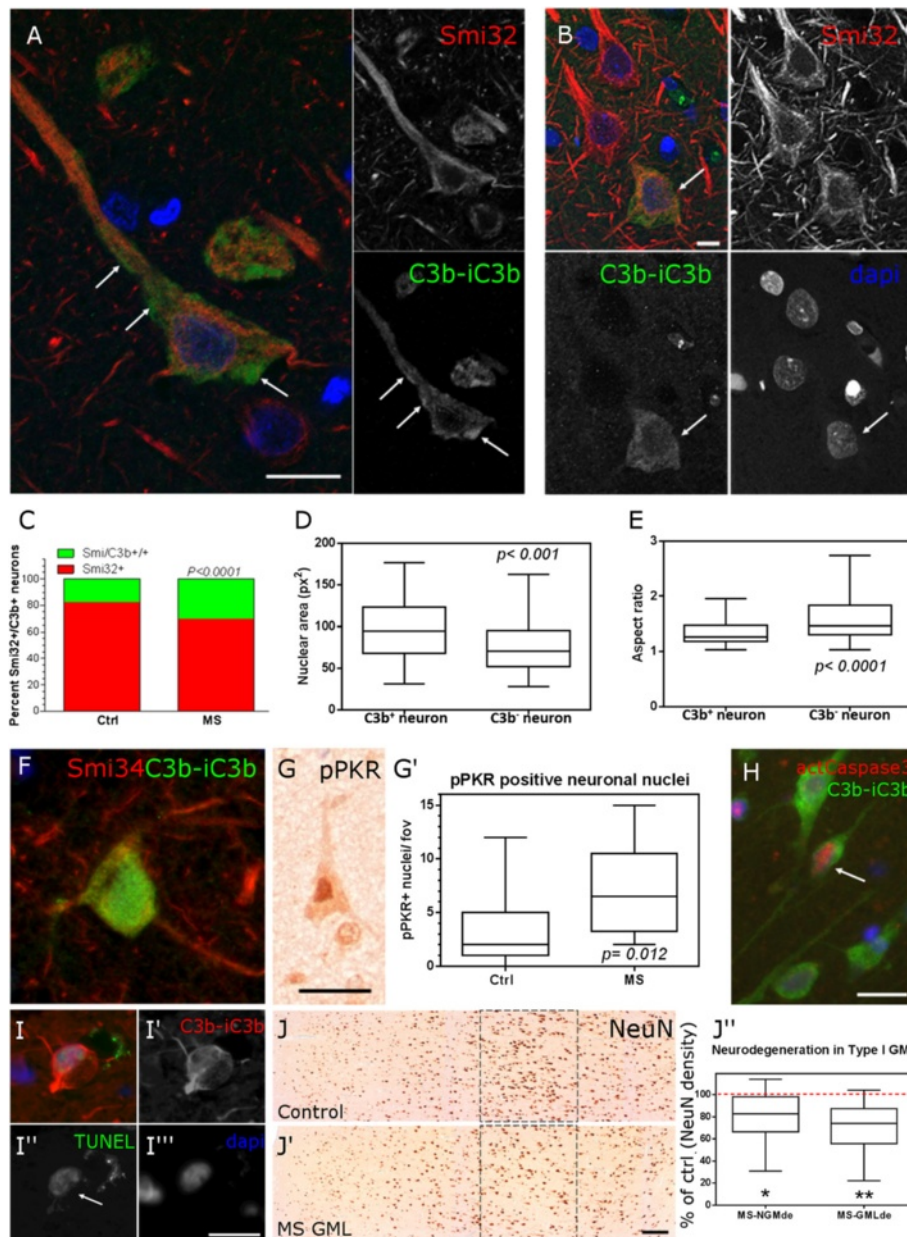 A
Smi32
C3b-iC3b
B
Smi32
C3b-iC3b
dapi
C
Smi/C3b+/+
Smi32+
P<0.0001
Percent Smi32+/C3b+ neurons
100
80
60
40
20
0
Ctrl
MS
D
p< 0.001
Nuclear area (px²)
200
150
100
50
0
C3b⁺ neuron
C3b⁻ neuron
E
Aspect ratio
3
2
1
0
p< 0.0001
C3b⁺ neuron
C3b⁻ neuron
F
Smi34C3b-iC3b
G
pPKR
G'
pPKR positive neuronal nuclei
pPKR+ nuclei/ fov
15
10
5
0
p= 0.012
Ctrl
MS
H
actCaspase3
C3b-iC3b
I
I'
C3b-iC3b
I''
TUNEL
I'''
dapi
J
NeuN
Control
J'
MS GML
J''
Neurodegeneration in Type I GM
% of ctrl (NeuN density)
100
80
60
40
20
0
*
**
MS-NGMde
MS-GMLde